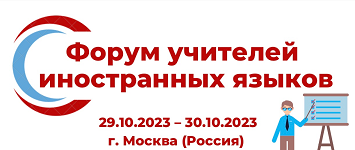 Форум учителей
иностранных языков
29.10.2023 – 30.10.2023
г. Москва (Россия)